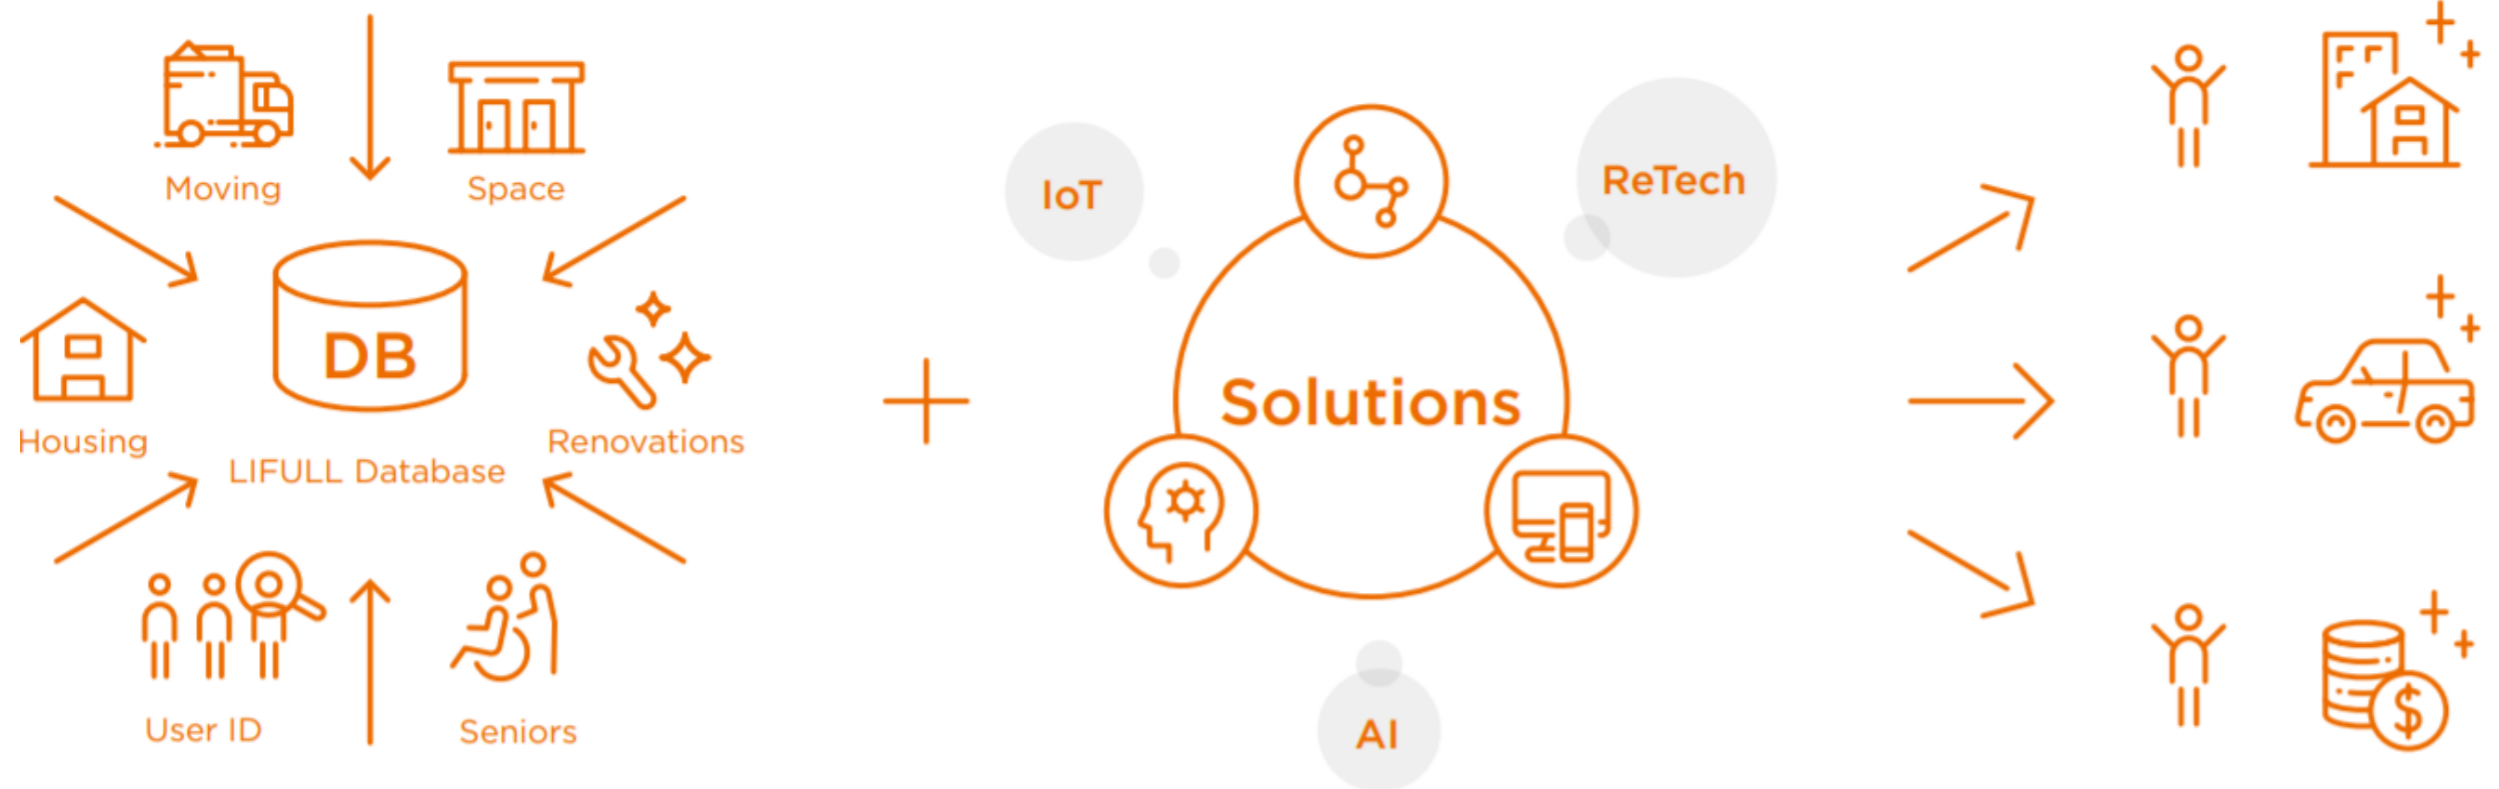 Moving
Space
Housing
DB
Renovations
LIFULL Database
User ID
Seniors
IoT
ReTech
Solutions
AI
$